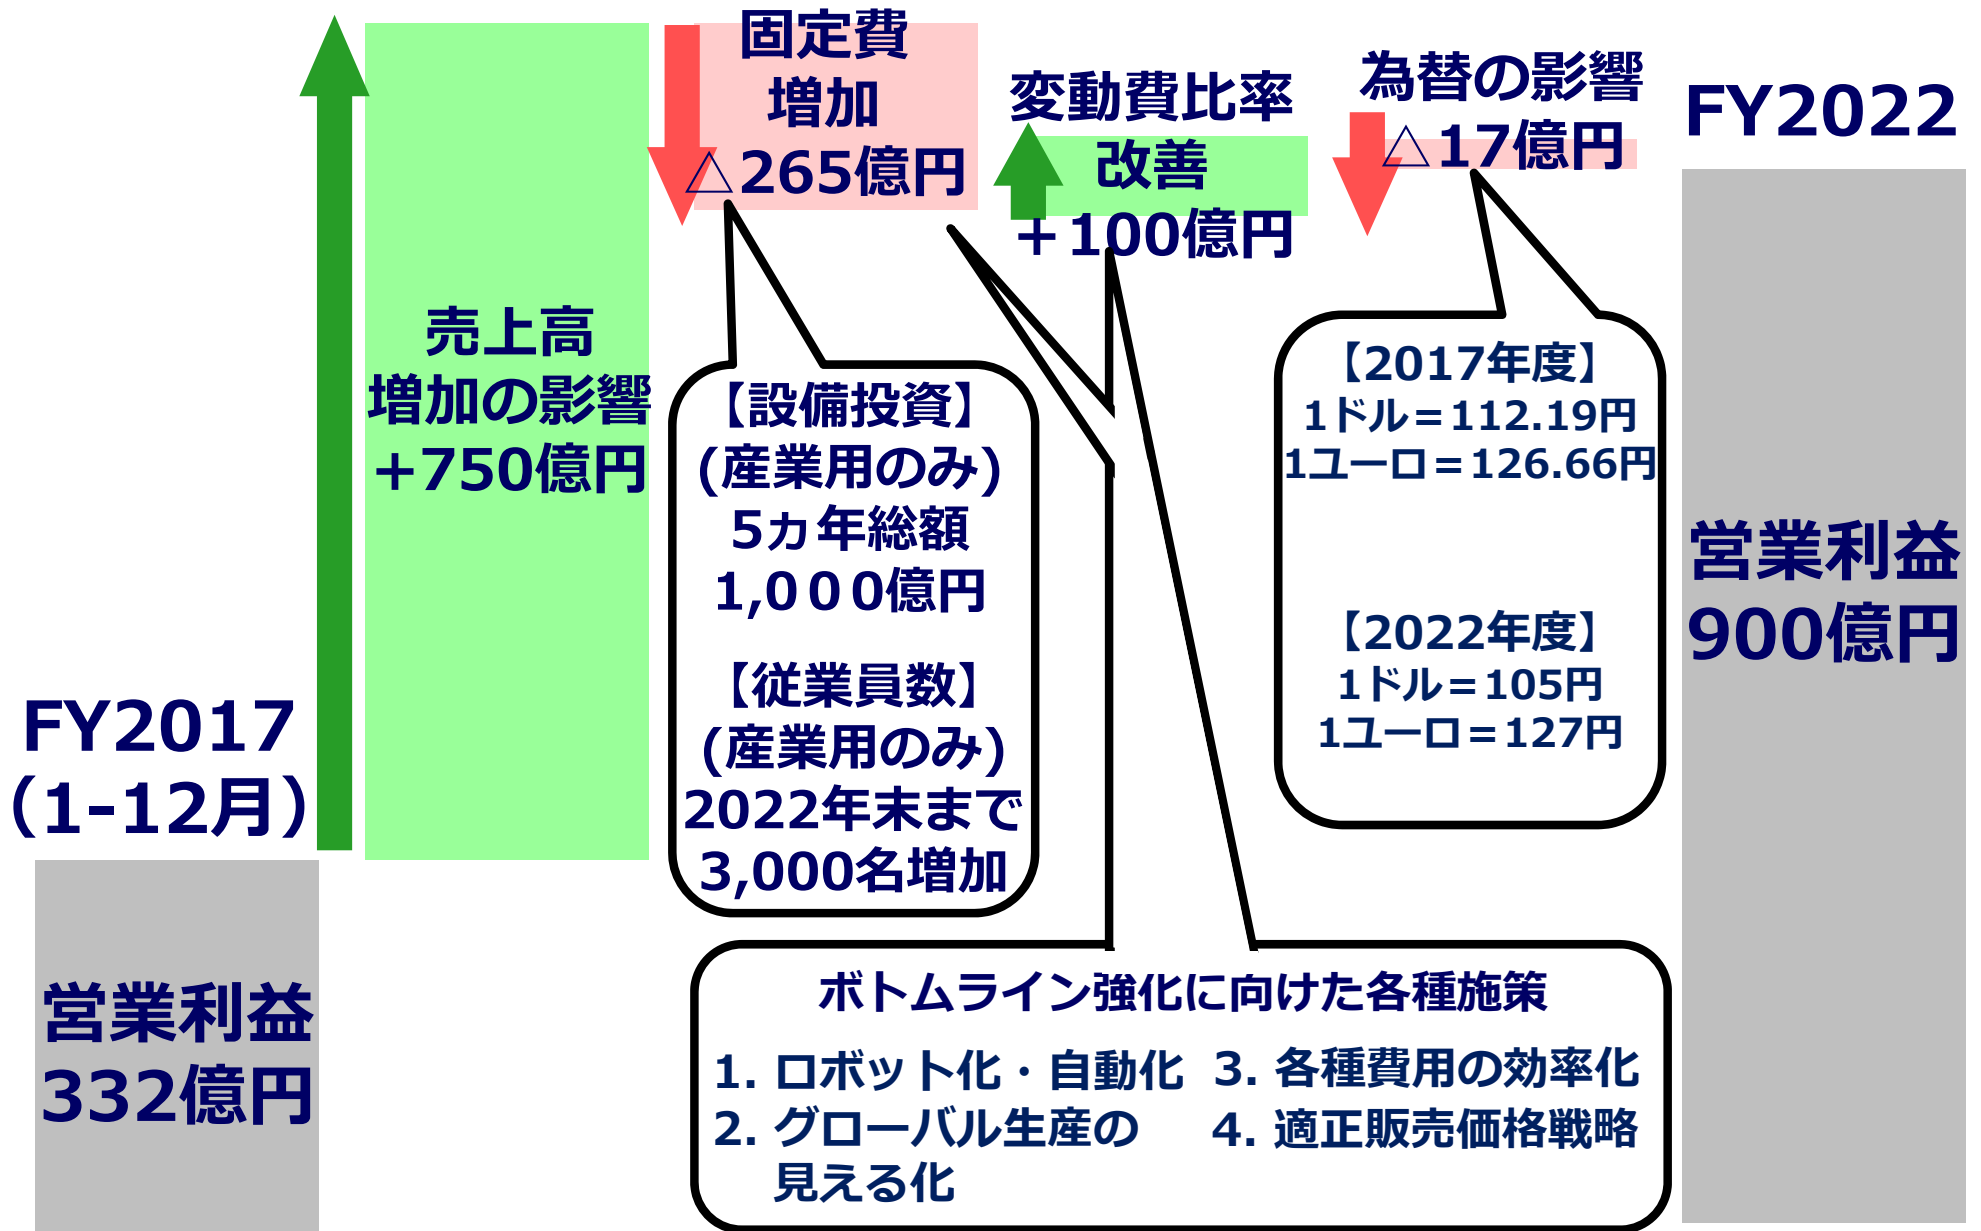 FY2017
（1-12月）
営業利益
332億円
売上高
増加の影響
+750億円
固定費
増加
△265億円
変動費比率
改善
＋100億円
為替の影響
△17億円
FY2022
営業利益
900億円
【設備投資】
(産業用のみ)
5ヵ年総額
1,０００億円
【従業員数】
(産業用のみ)
2022年末まで
3,000名増加
【2017年度】
1ドル＝112.19円
1ユーロ＝126.66円
【2022年度】
1ドル＝105円
1ユーロ＝127円
ボトムライン強化に向けた各種施策
1. ロボット化・自動化
2. グローバル生産の
見える化
3. 各種費用の効率化
4. 適正販売価格戦略